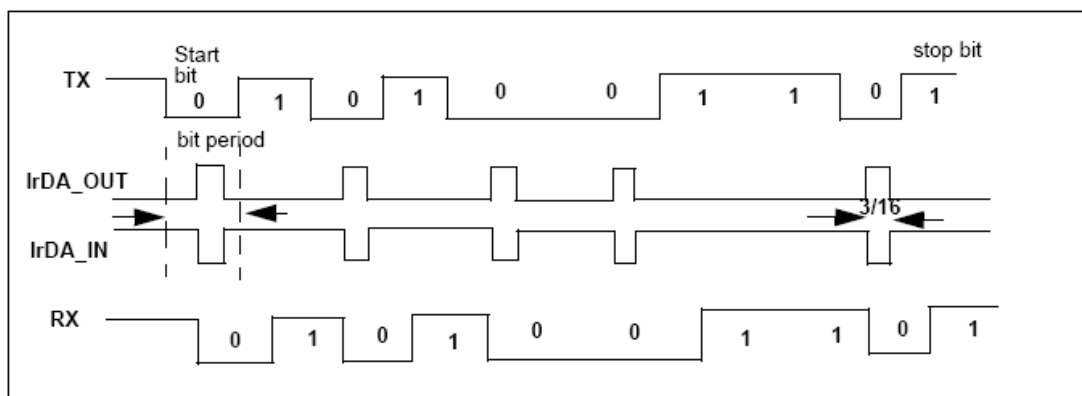 Start
bit
stop bit
TX
0 1 0 1 0 0 1 1 0 1
bit period
IrDA_OUT
3/16
IrDA_IN
RX
0 1 0 1 0 0 1 1 0 1